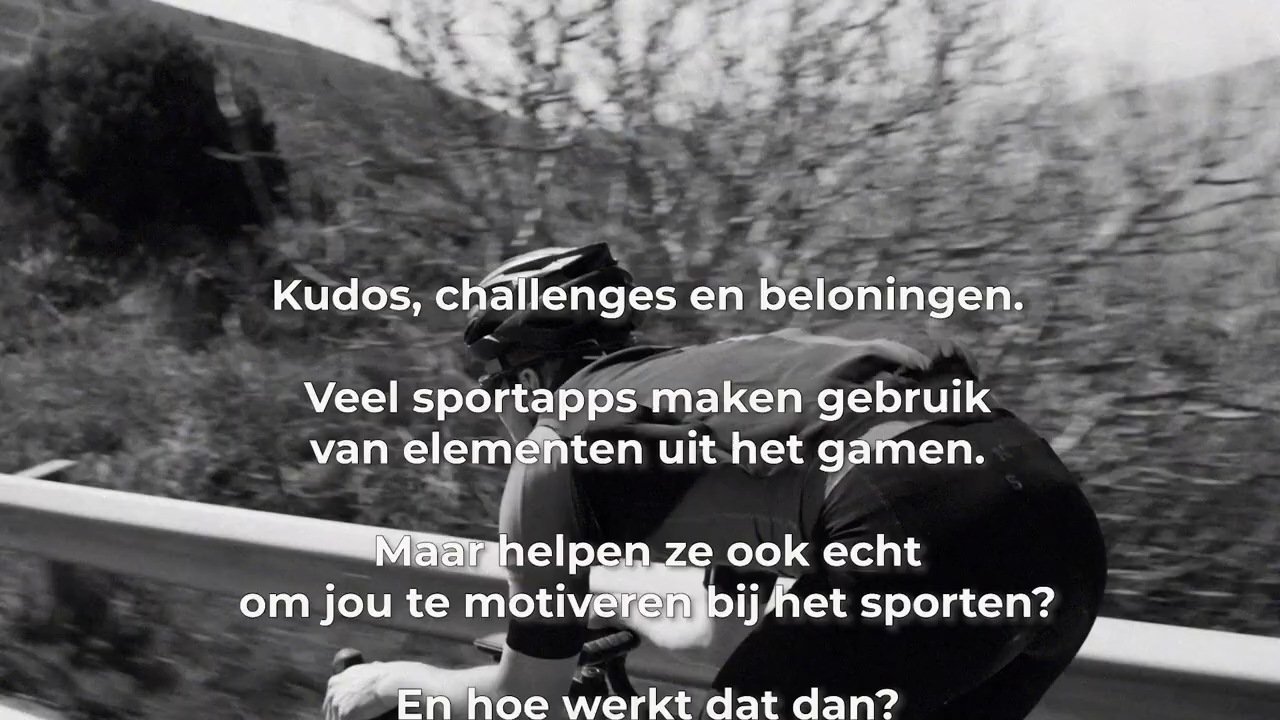 Kudos, challenges en beloningen.
Veel sportapps maken gebruik
van elementen uit het gamen.
Maar helpen ze ook echt
om jou te motiveren bij het sporten?
En hoe werkt dat dan?